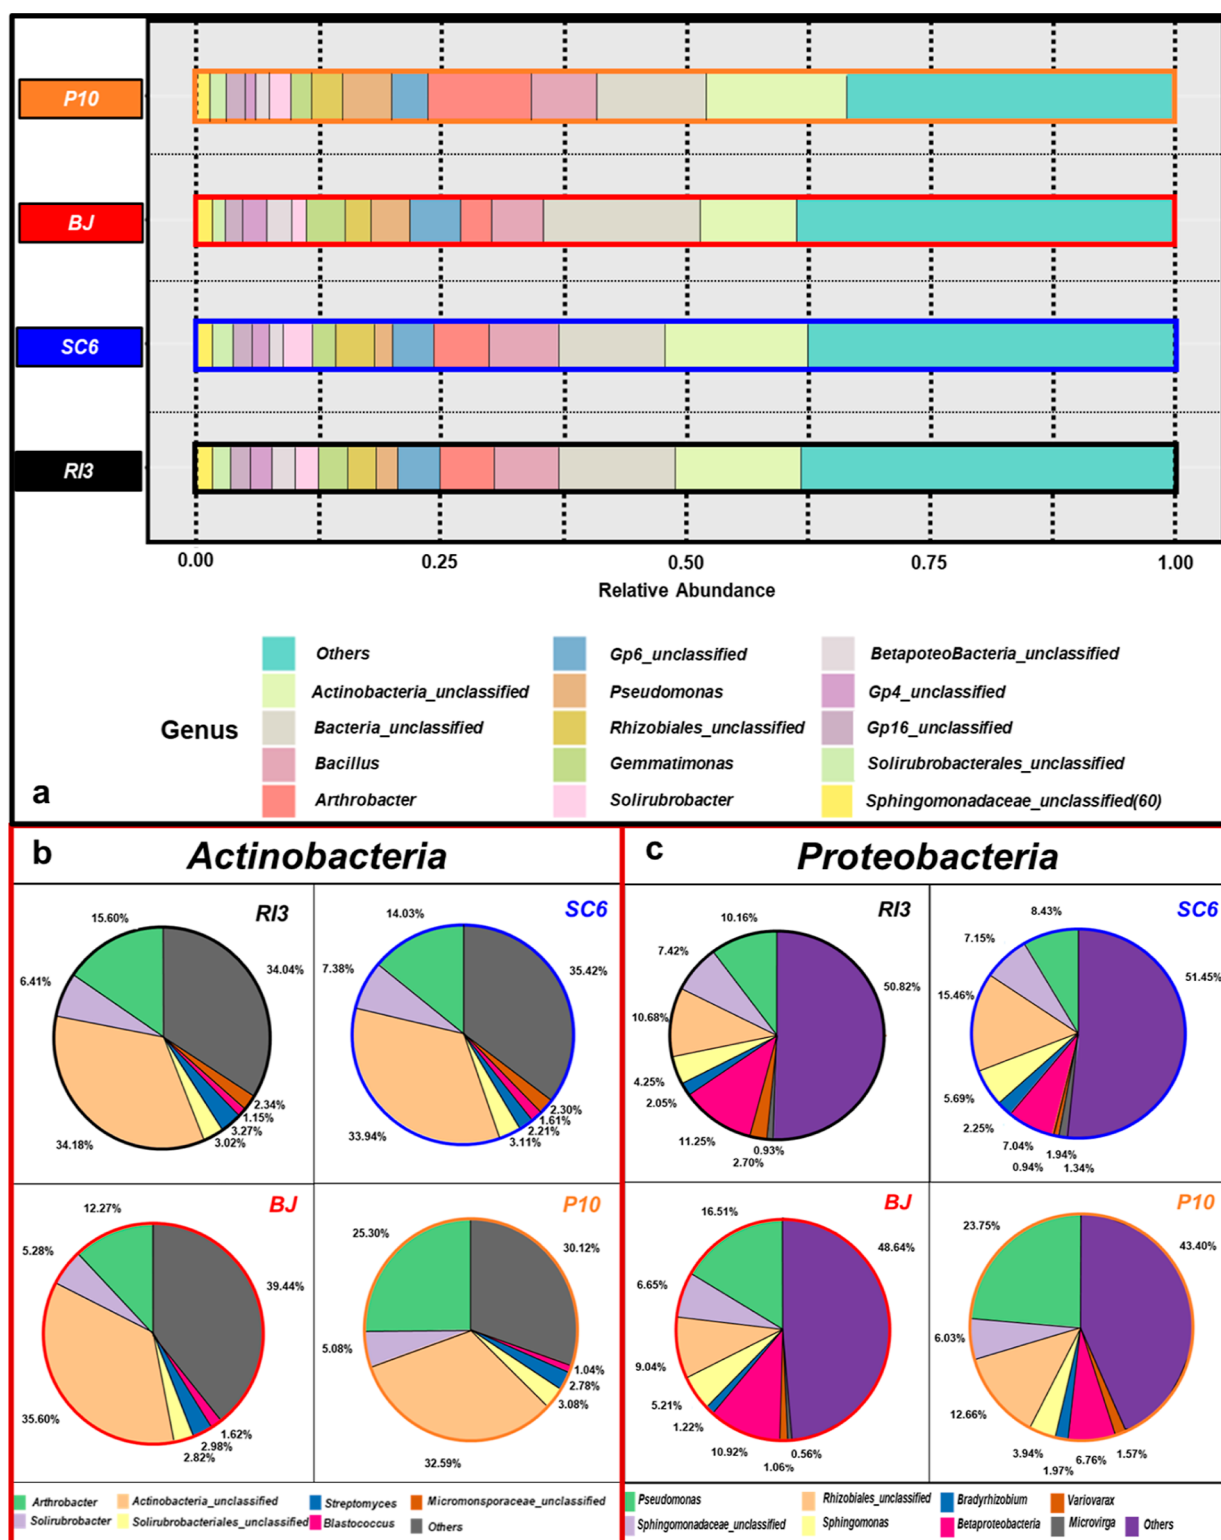 P10
BJ
SC6
RI3
0.00 0.25 0.50 0.75 1.00
Relative Abundance
Genus
Others
Actinobacteria_unclassified
Bacteria_unclassified
Bacillus
Arthrobacter
Gp6_unclassified
Pseudomonas
Rhizobiales_unclassified
Gemmatimonas
Solirubrobacter
BetapoteoBacteria_unclassified
Gp4_unclassified
Gp16_unclassified
Solirubrobacterales_unclassified
Sphingomonadaceae_unclassified(60)
a
b
Actinobacteria
RI3
15.60%
6.41%
34.04%
34.18%
2.34%
1.15%
3.27%
3.02%
SC6
14.03%
7.38%
35.42%
33.94%
2.30%
1.61%
2.21%
3.11%
BJ
12.27%
5.28%
39.44%
35.60%
1.62%
2.98%
2.82%
P10
25.30%
30.12%
5.08%
1.04%
2.78%
3.08%
32.59%
Arthrobacter
Solirubrobacter
Actinobacteria_unclassified
Solirubrobacteriales_unclassified
Streptomyces
Blastococcus
Micromonsporaceae_unclassified
Others
c
Proteobacteria
RI3
10.16%
7.42%
50.82%
10.68%
4.25%
2.05%
11.25%
2.70%
0.93%
SC6
8.43%
7.15%
51.45%
15.46%
5.69%
2.25%
7.04%
0.94%
1.94%
1.34%
BJ
16.51%
48.64%
6.65%
9.04%
5.21%
1.22%
10.92%
1.06%
0.56%
P10
23.75%
43.40%
6.03%
12.66%
3.94%
1.97%
6.76%
1.57%
Pseudomonas
Sphingomonadaceae_unclassified
Rhizobiales_unclassified
Sphingomonas
Bradyrhizobium
Betaproteobacteria
Variovarax
Microvirga
Others